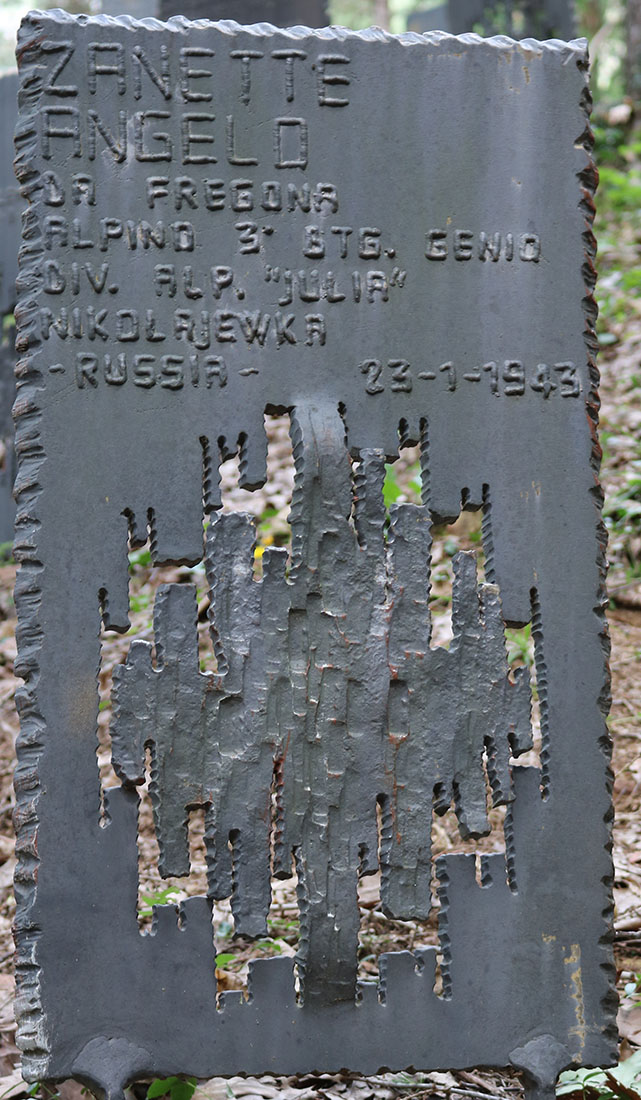 ZANETTE
ANGELO
DA FREGONA
ALPINO 3° BTG. GENIO
DIV. ALP. "JULIA"
NIKOLAJEWKA
-RUSSIA- 23-1-1943